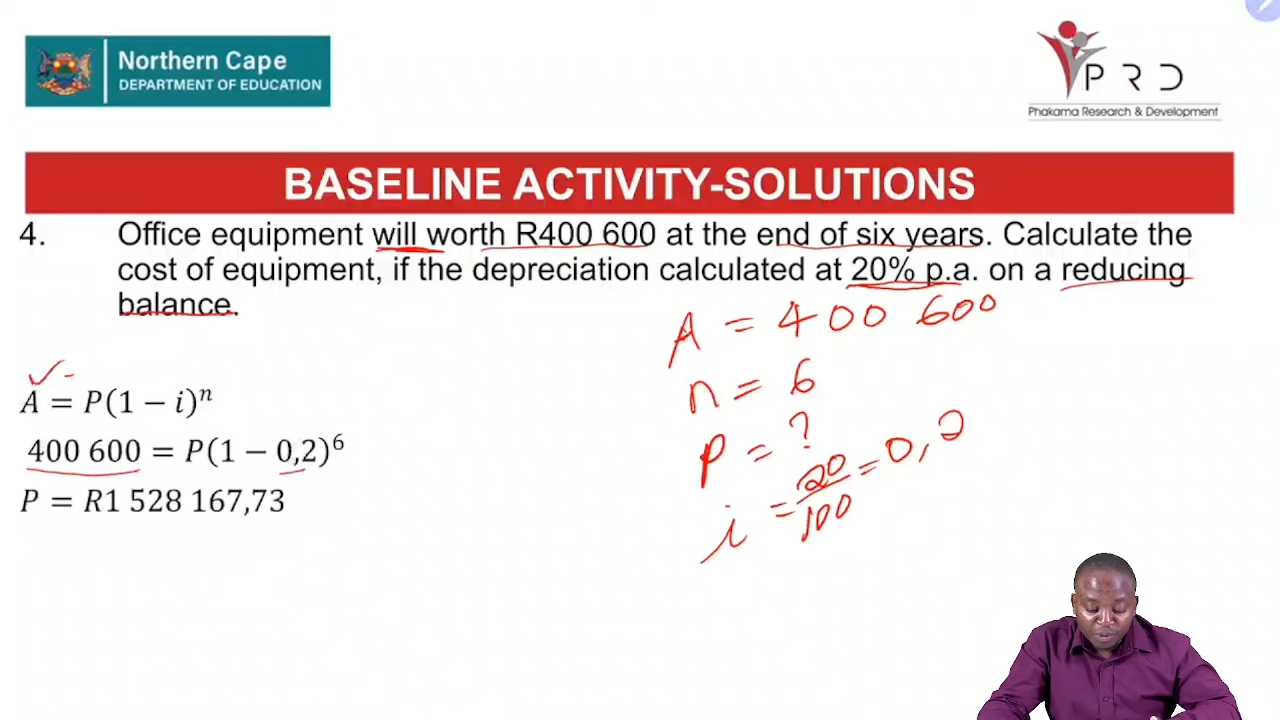 Northern Cape
DEPARTMENT OF EDUCATION
PRD
Phakama Research & Development
BASELINE ACTIVITY-SOLUTIONS
4. Office equipment will worth R400 600 at the end of six years. Calculate the
cost of equipment, if the depreciation calculated at 20% p.a. on a reducing
balance.
A = 400 600
n = 6
P = ?
i = 20/100 = 0,2
A = P(1 − i)ⁿ
400 600 = P(1 − 0,2)⁶
P = R1 528 167,73